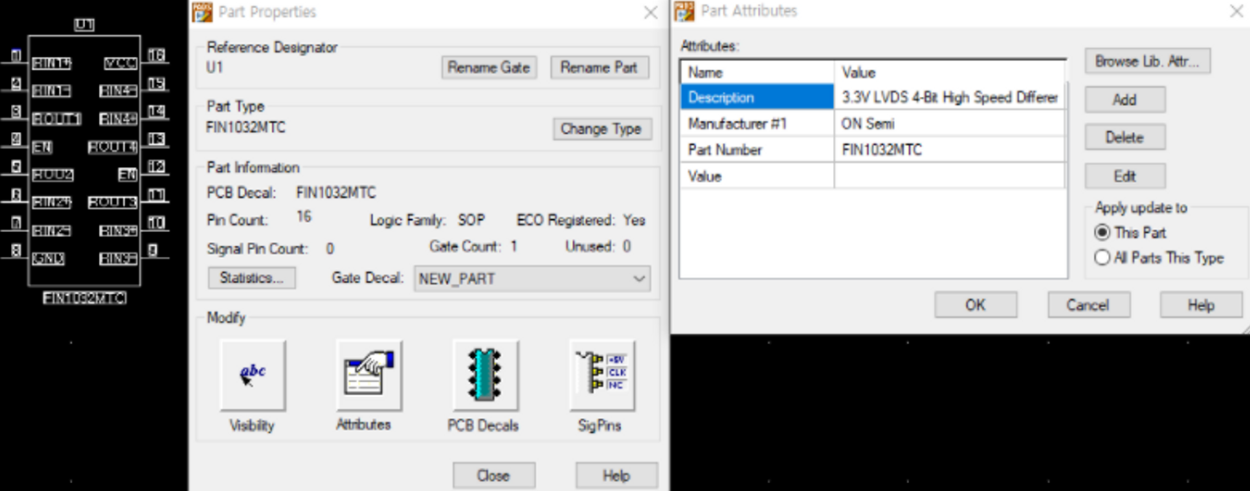 U1
1 RIN1+ VCC 16
2 RIN1- RIN4- 15
3 ROUT1 RIN4+ 14
4 EN ROUT4 13
5 ROU2 EN 12
6 RIN2+ ROUT3 11
7 RIN2- RIN3+ 10
8 GND RIN3- 9
FIN1032MTC
Part Properties
Reference Designator
U1
Rename Gate Rename Part
Part Type
FIN1032MTC
Change Type
Part Information
PCB Decal: FIN1032MTC
Pin Count: 16 Logic Family: SOP ECO Registered: Yes
Signal Pin Count: 0 Gate Count: 1 Unused: 0
Statistics... Gate Decal: NEW_PART
Modify
abc
+5V
CLK
NC
Visibility Attributes PCB Decals SigPins
Close Help
Part Attributes
Attributes:
Name Value
Description 3.3V LVDS 4-Bit High Speed Differer
Manufacturer #1 ON Semi
Part Number FIN1032MTC
Value
Browse Lib. Attr...
Add
Delete
Edit
Apply update to
This Part
All Parts This Type
OK Cancel Help